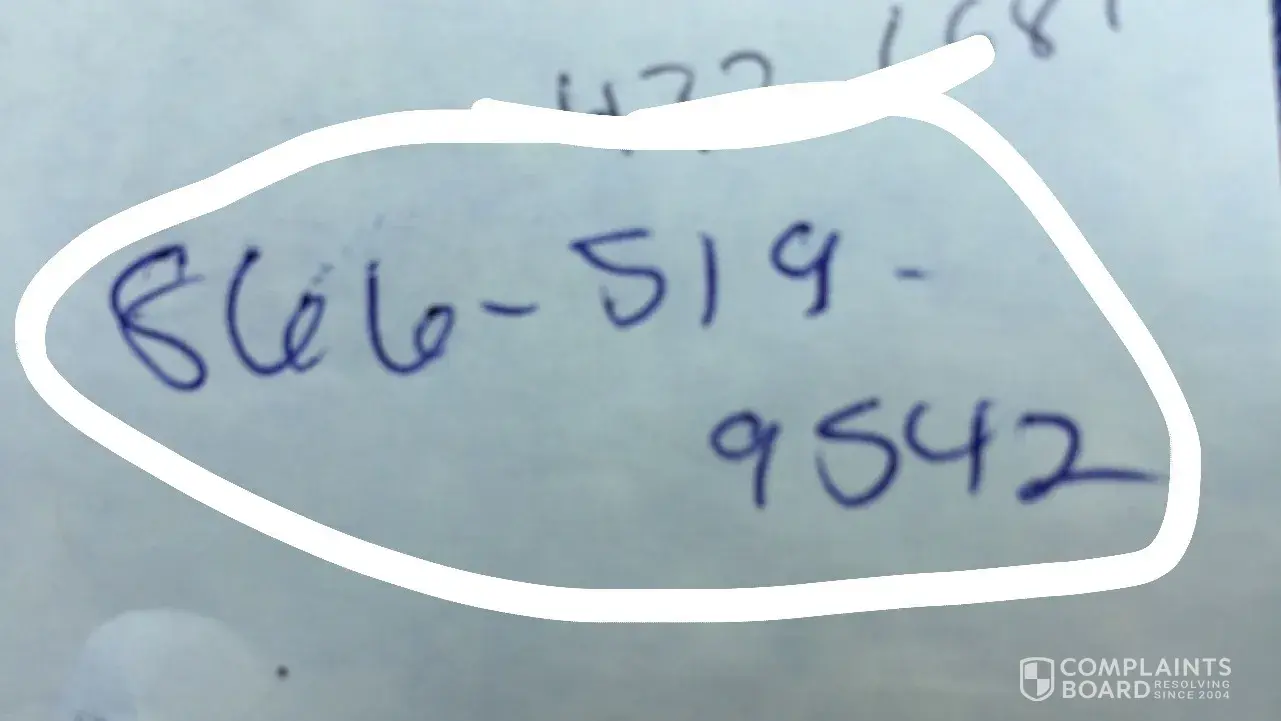 866-519-
9542
COMPLAINTS
BOARD RESOLVING
SINCE 2004